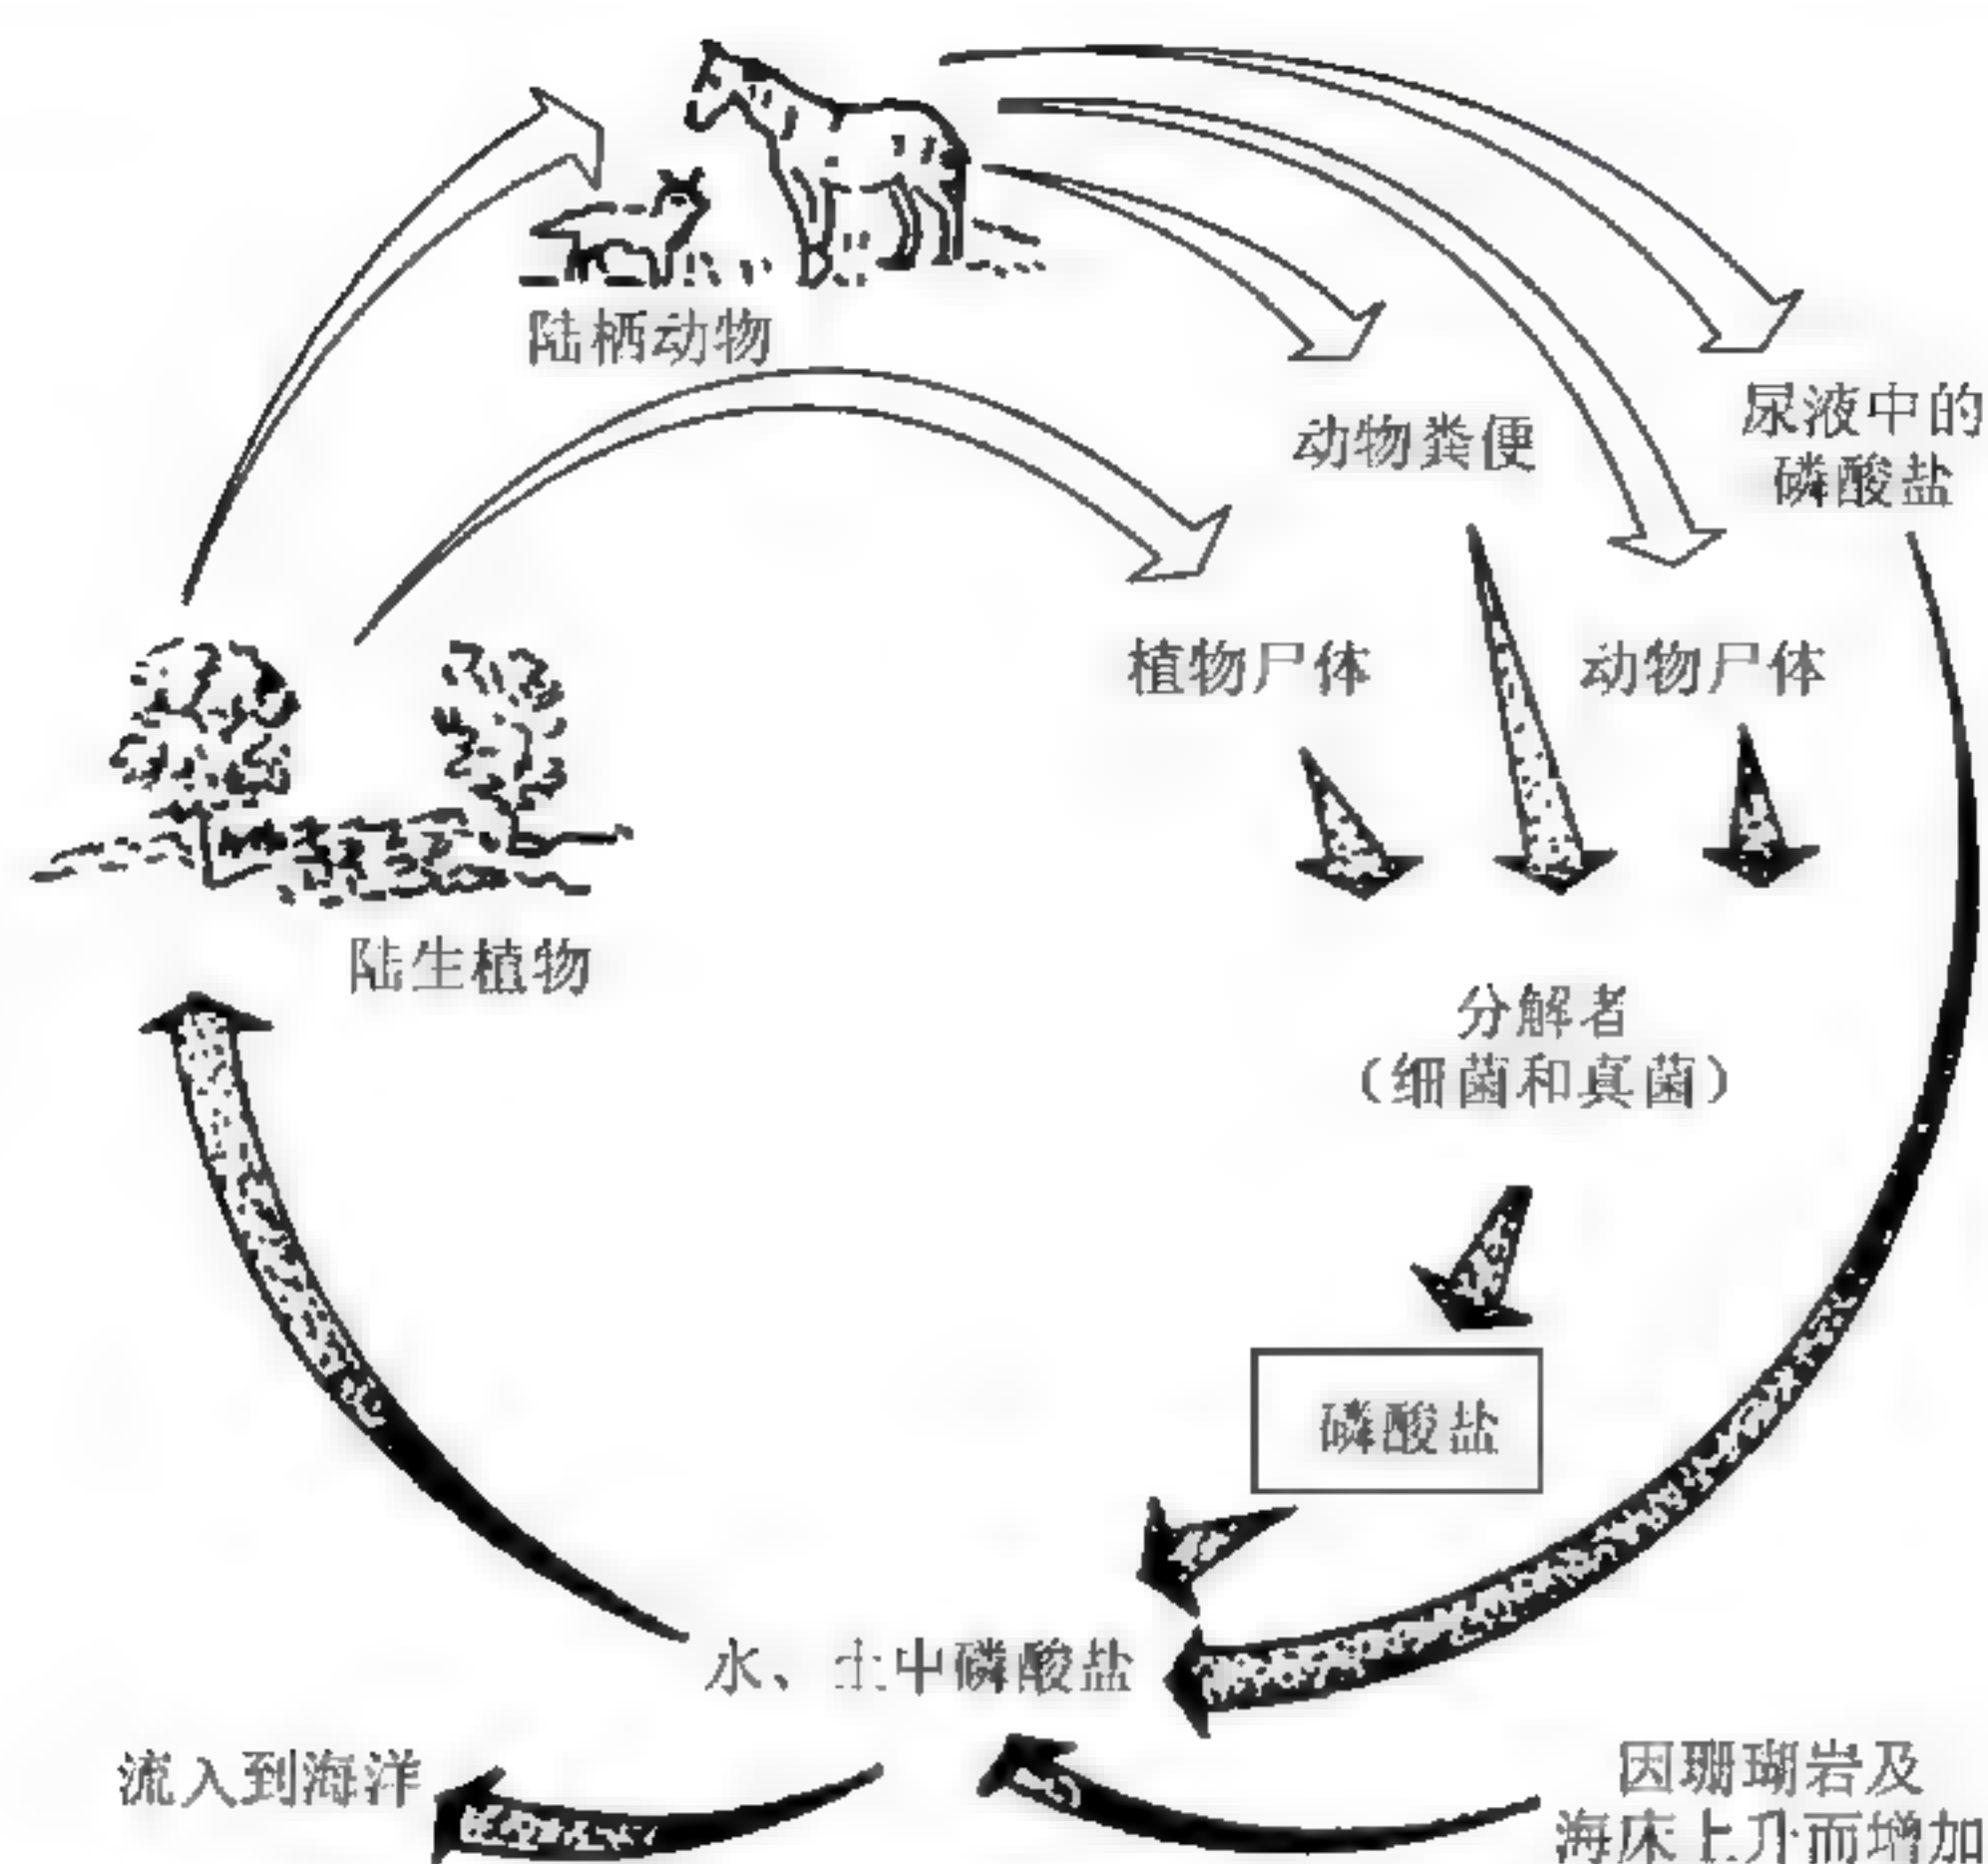 陆栖动物
尿液中的
磷酸盐
动物粪便
植物尸体
动物尸体
陆生植物
分解者
（细菌和真菌）
磷酸盐
水、土中磷酸盐
流入到海洋
因珊瑚岩及
海床上升而增加